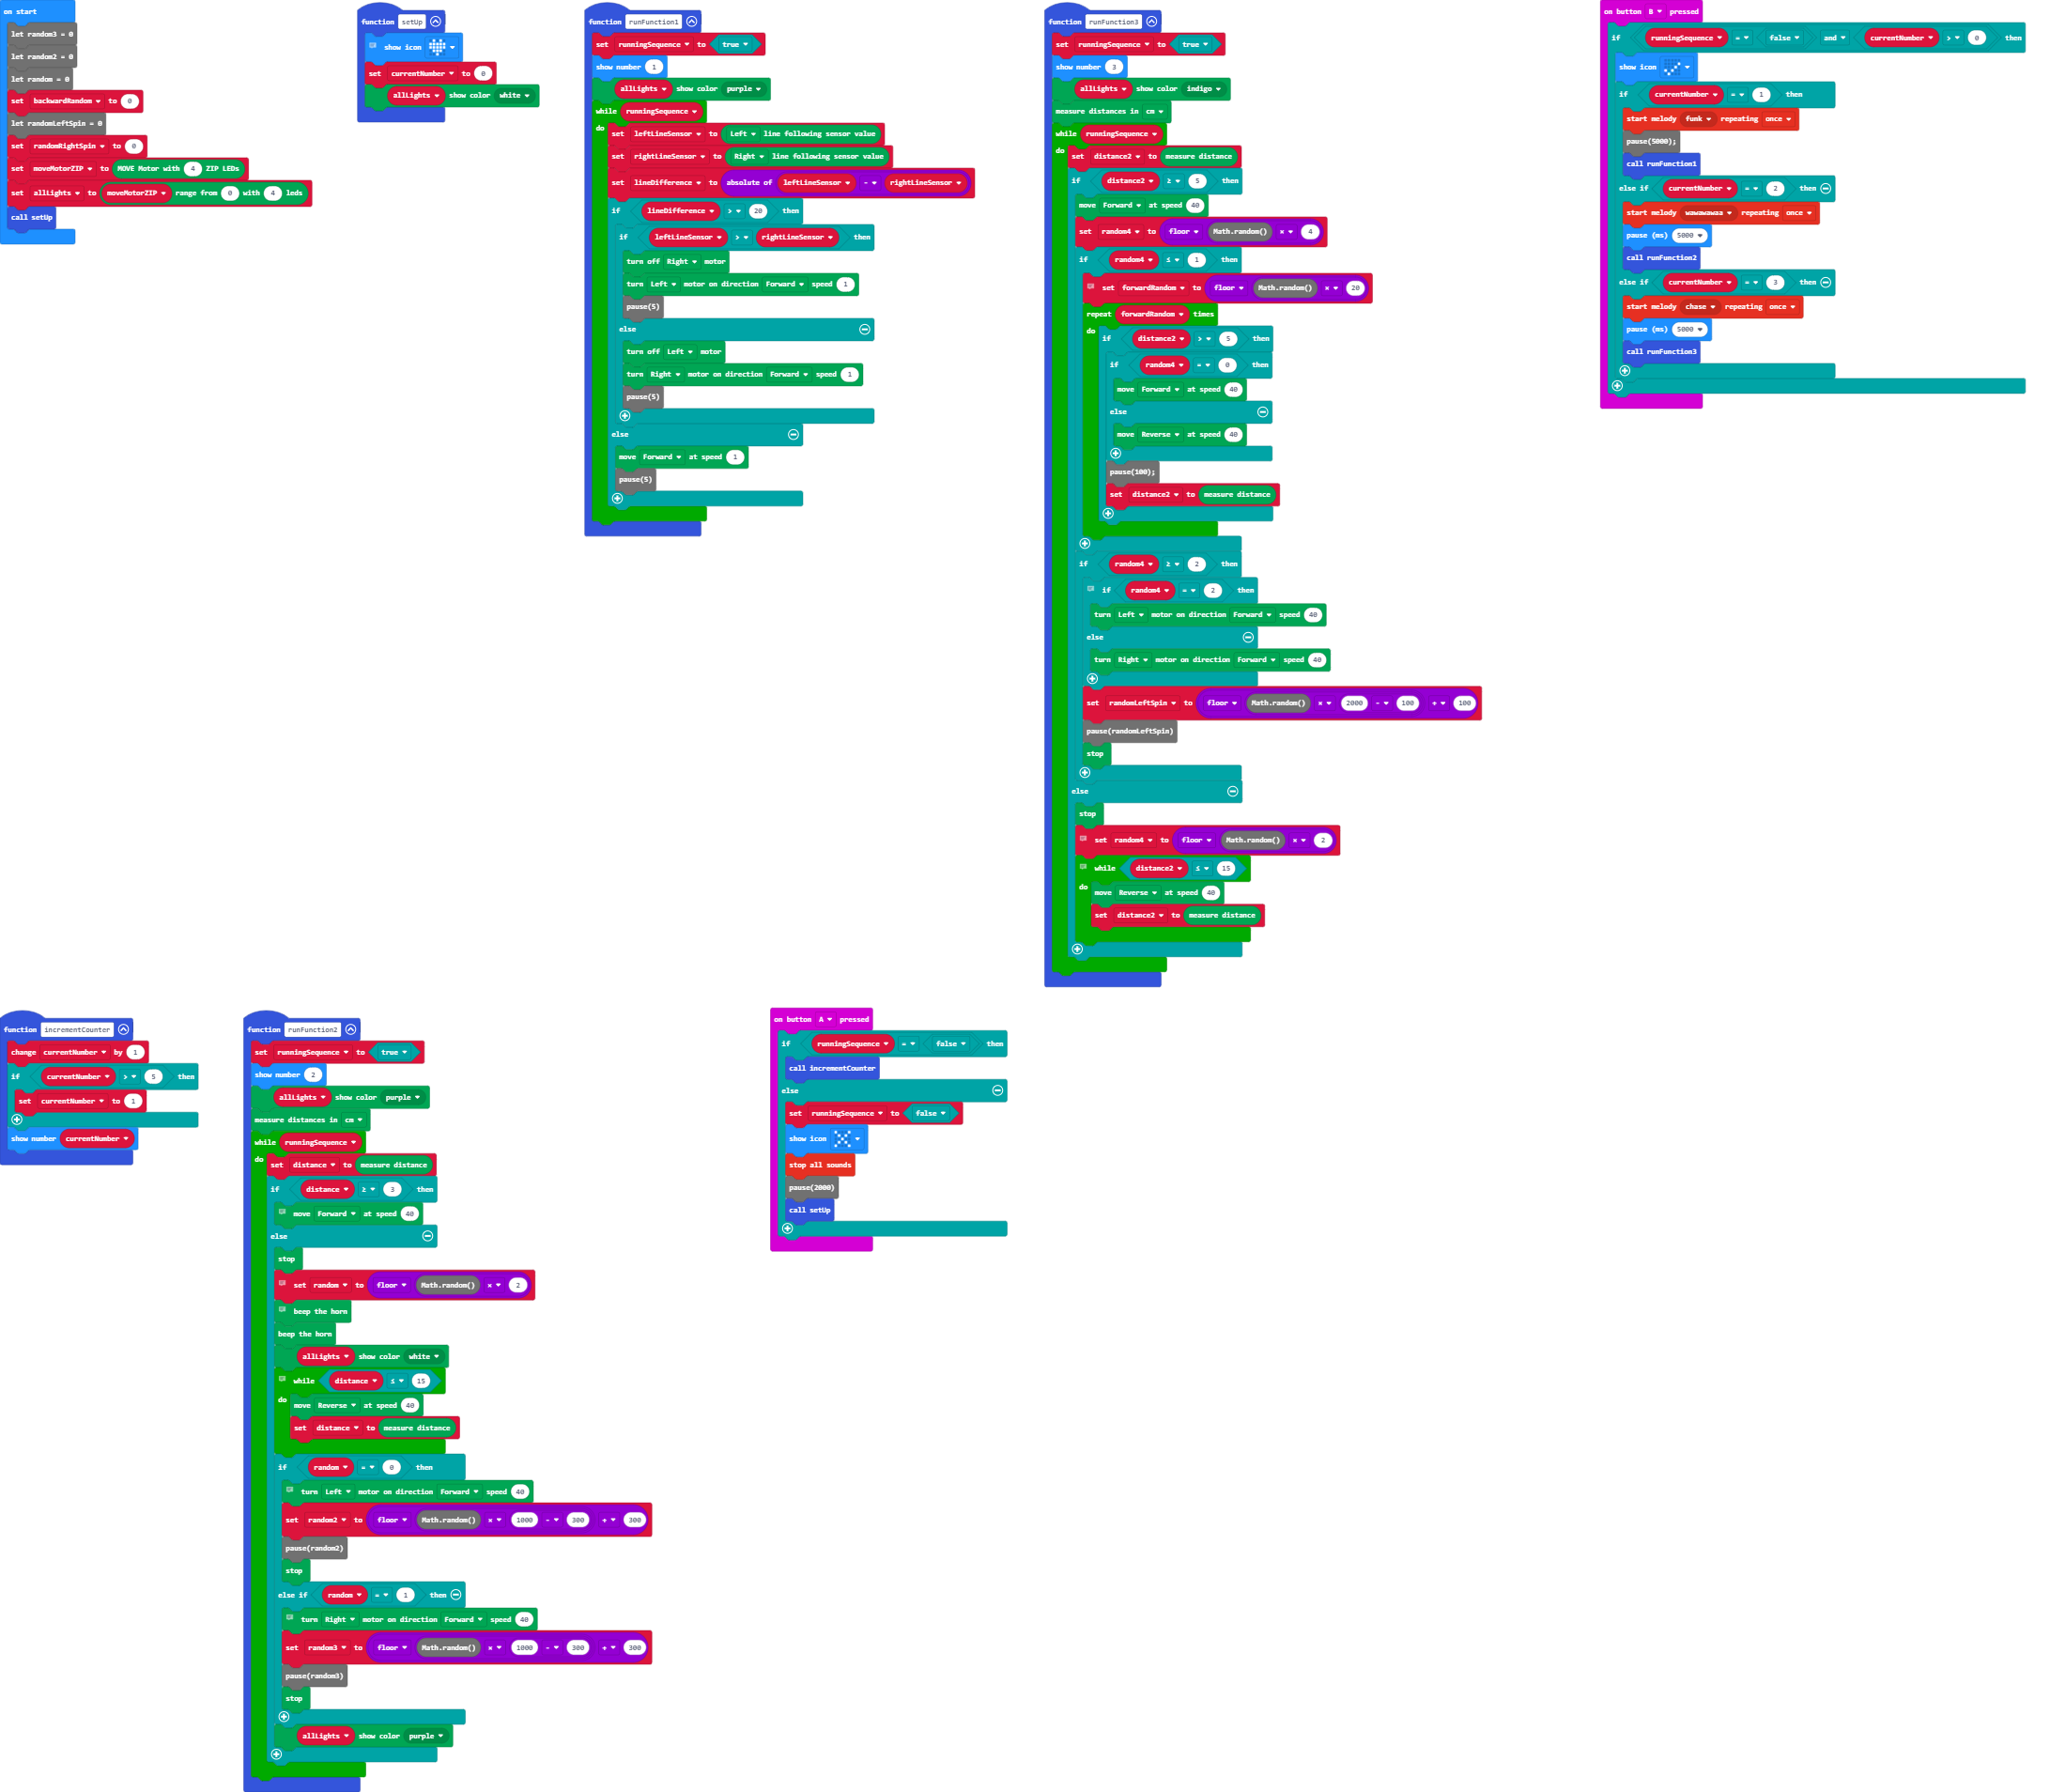 on start
let random3 = 0
let random2 = 0
let random = 0
set backwardRandom to 0
let randomLeftSpin = 0
set randomRightSpin to 0
set moveMotorZIP to MOVE Motor with 4 ZIP LEDs
set allLights to moveMotorZIP range from 0 with 4 leds
call setUp
function setUp
show icon
set currentNumber to 0
allLights show color white
function runFunction1
set runningSequence to true
show number 1
allLights show color purple
while runningSequence
do set leftLineSensor to Left line following sensor value
set rightLineSensor to Right line following sensor value
set lineDifference to absolute of leftLineSensor - rightLineSensor
if lineDifference > 20 then
if leftLineSensor > rightLineSensor then
turn off Right motor
turn Left motor on direction Forward speed 1
pause(5)
else
turn off Left motor
turn Right motor on direction Forward speed 1
pause(5)
else
move Forward at speed 1
pause(5)
function runFunction3
set runningSequence to true
show number 3
allLights show color indigo
measure distances in cm
while runningSequence
do set distance2 to measure distance
if distance2 ≥ 5 then
move Forward at speed 40
set random4 to floor Math.random() × 4
if random4 ≤ 1 then
set forwardRandom to floor Math.random() × 20
repeat forwardRandom times
do if distance2 > 5 then
if random4 = 0 then
move Forward at speed 40
else
move Reverse at speed 40
pause(100);
set distance2 to measure distance
if random4 ≥ 2 then
if random4 = 2 then
turn Left motor on direction Forward speed 40
else
turn Right motor on direction Forward speed 40
set randomLeftSpin to floor Math.random() × 2000 - 100 + 100
pause(randomLeftSpin)
stop
else
stop
set random4 to floor Math.random() × 2
while distance2 ≤ 15
do move Reverse at speed 40
set distance2 to measure distance
on button B pressed
if runningSequence = false and currentNumber > 0 then
show icon
if currentNumber = 1 then
start melody funk repeating once
pause(5000);
call runFunction1
else if currentNumber = 2 then
start melody wawawawaa repeating once
pause (ms) 5000
call runFunction2
else if currentNumber = 3 then
start melody chase repeating once
pause (ms) 5000
call runFunction3
function incrementCounter
change currentNumber by 1
if currentNumber > 5 then
set currentNumber to 1
show number currentNumber
function runFunction2
set runningSequence to true
show number 2
allLights show color purple
measure distances in cm
while runningSequence
do set distance to measure distance
if distance ≥ 3 then
move Forward at speed 40
else
stop
set random to floor Math.random() × 2
beep the horn
beep the horn
allLights show color white
while distance ≤ 15
do move Reverse at speed 40
set distance to measure distance
if random = 0 then
turn Left motor on direction Forward speed 40
set random2 to floor Math.random() × 1000 - 300 + 300
pause(random2)
stop
else if random = 1 then
turn Right motor on direction Forward speed 40
set random3 to floor Math.random() × 1000 - 300 + 300
pause(random3)
stop
allLights show color purple
on button A pressed
if runningSequence = false then
call incrementCounter
else
set runningSequence to false
show icon
stop all sounds
pause(2000)
call setUp